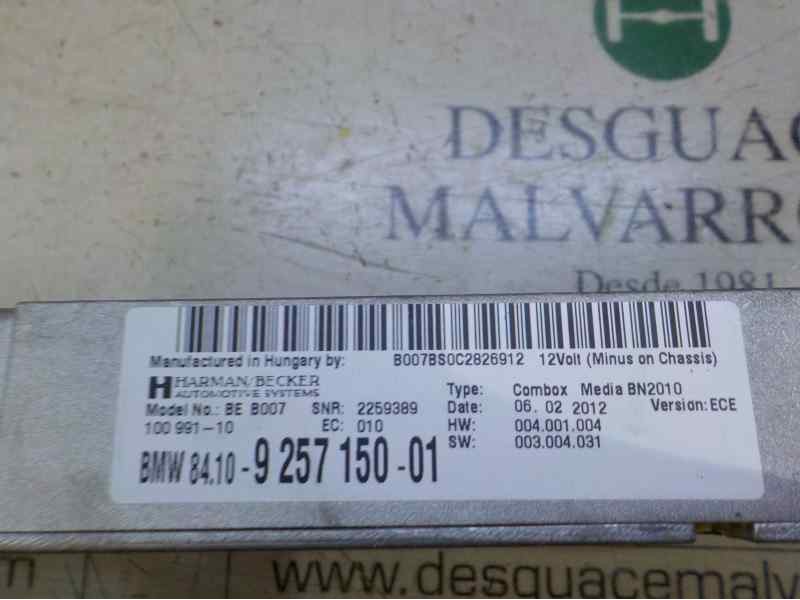 DESGUAC
MALVARR
Desde 1981
Manufactured in Hungary by: B007BS0C2826912 12Volt (Minus on Chassis)
HARMAN/BECKER
AUTOMOTIVE SYSTEMS
Type: Combox Media BN2010
Model No.: BE B007 SNR: 2259389 Date: 06. 02 2012 Version: ECE
100 991-10 EC: 010 HW: 004.001.004
SW: 003.004.031
BMW 84.10 - 9 257 150 - 01
om www.desguacemalv